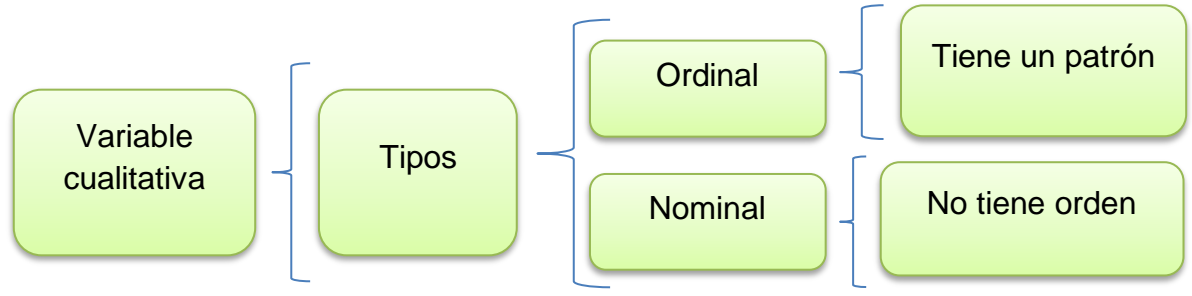 Variable
cualitativa
Tipos
Ordinal
Tiene un patrón
Nominal
No tiene orden